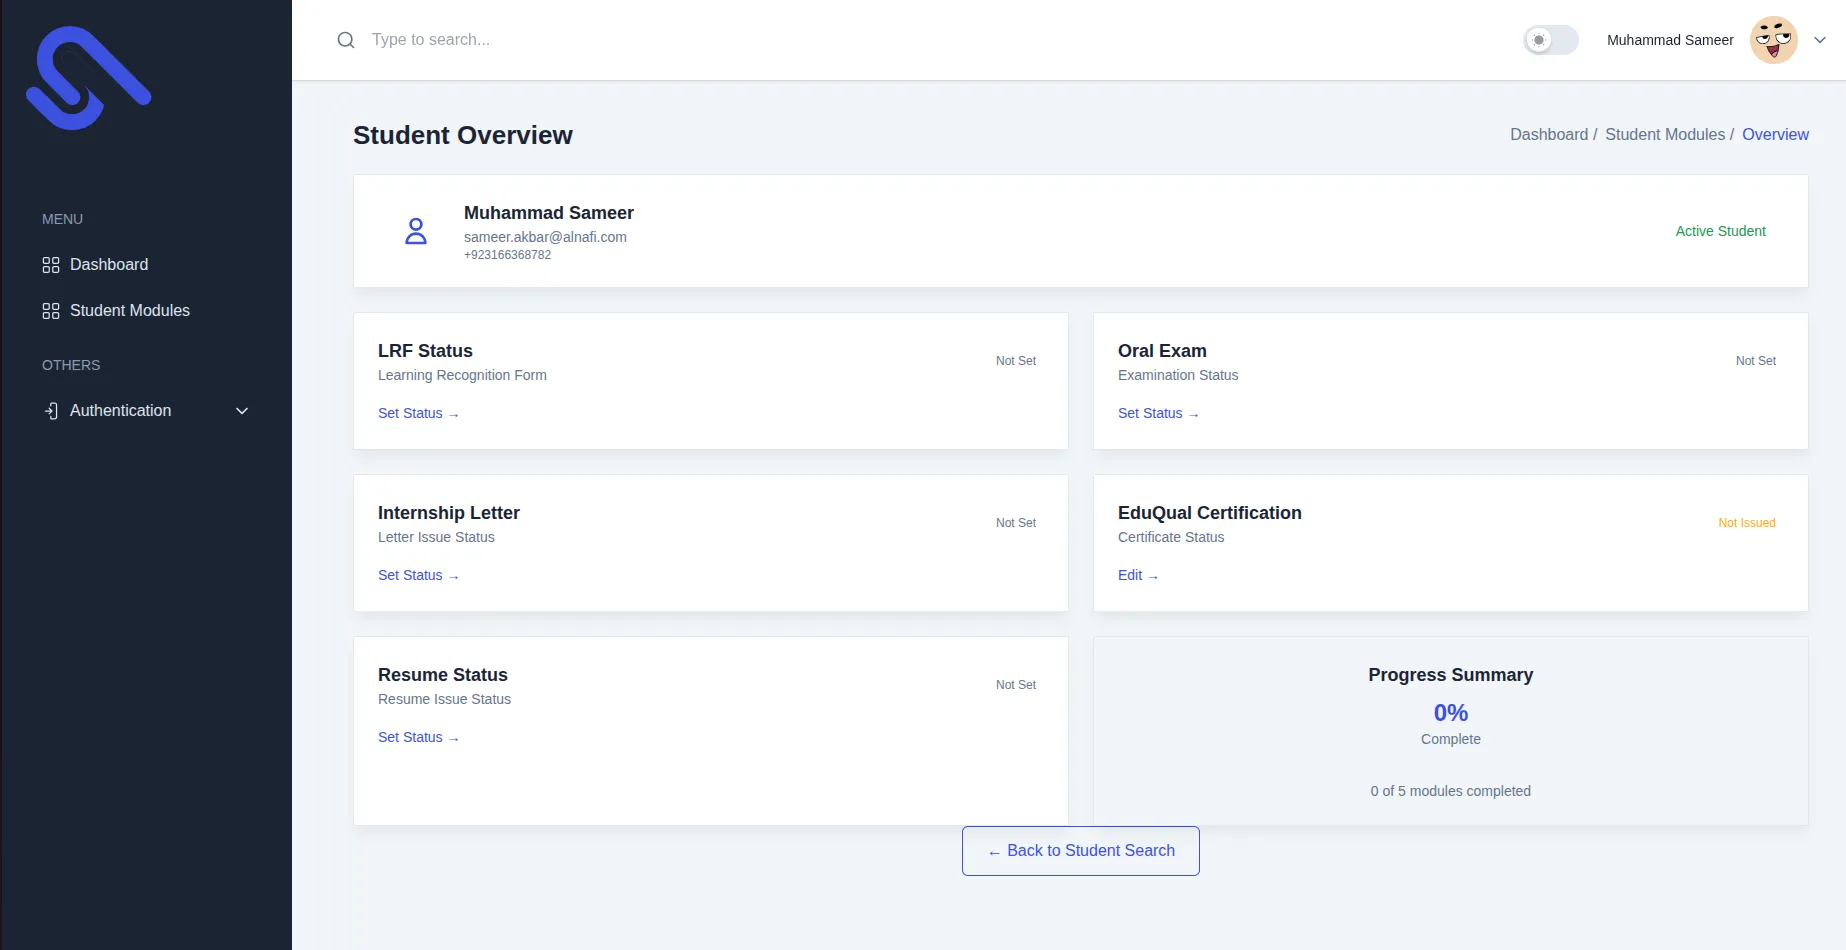 Type to search...
Muhammad Sameer
MENU
Dashboard
Student Modules
OTHERS
Authentication
Student Overview
Dashboard / Student Modules / Overview
Muhammad Sameer
sameer.akbar@alnafi.com
+923166368782
Active Student
LRF Status
Learning Recognition Form
Not Set
Set Status →
Oral Exam
Examination Status
Not Set
Set Status →
Internship Letter
Letter Issue Status
Not Set
Set Status →
EduQual Certification
Certificate Status
Not Issued
Edit →
Resume Status
Resume Issue Status
Not Set
Set Status →
Progress Summary
0%
Complete
0 of 5 modules completed
← Back to Student Search